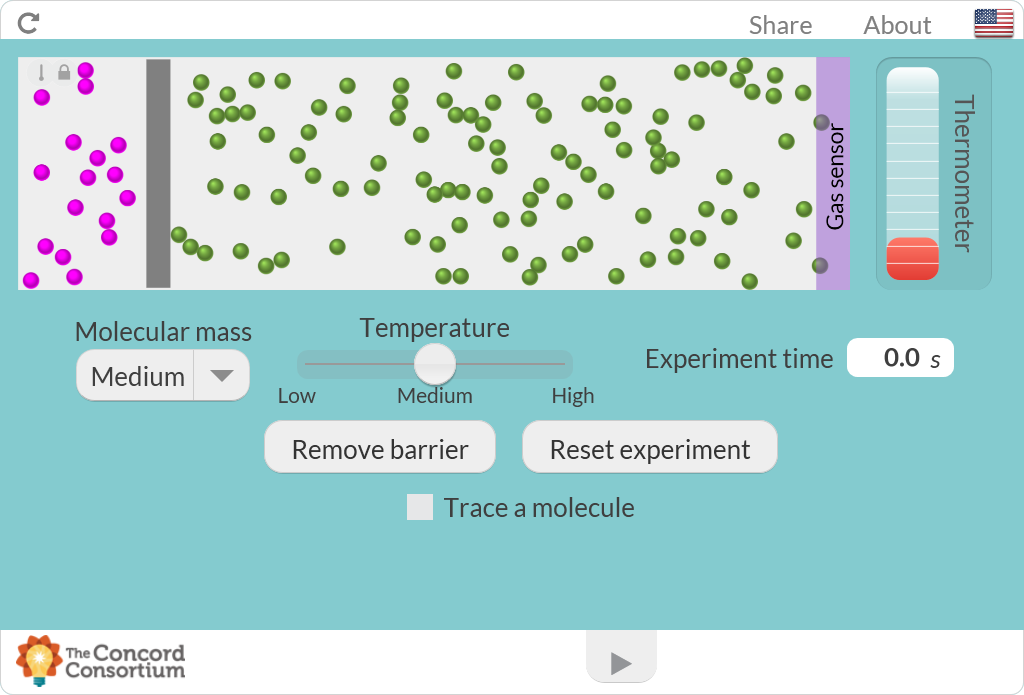 Share
About
Gas sensor
Thermometer
Molecular mass
Medium
Temperature
Low
Medium
High
Experiment time
0.0 s
Remove barrier
Reset experiment
Trace a molecule
The Concord
Consortium